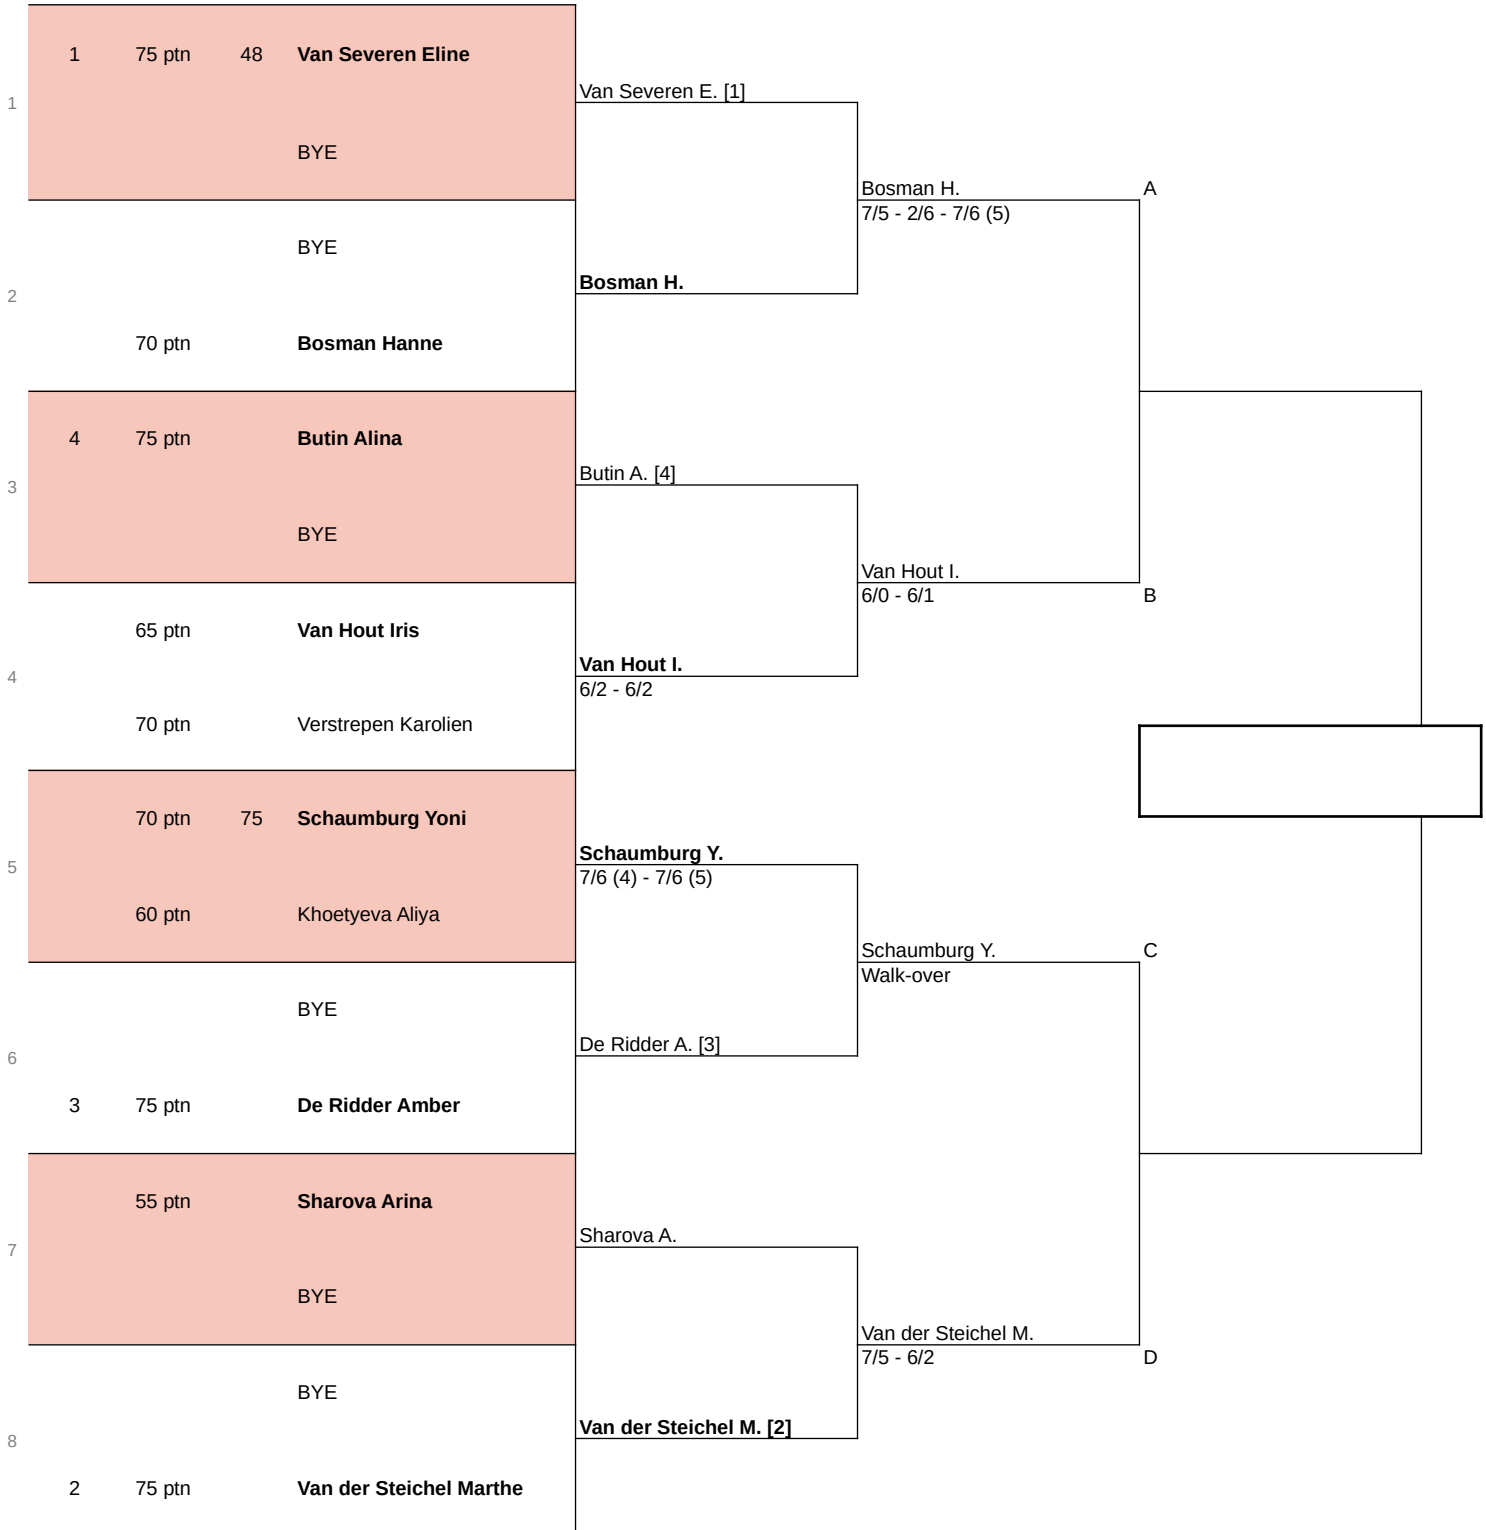 1 75 ptn 48 Van Severen Eline
Van Severen E. [1]
1
BYE
Bosman H. A
7/5 - 2/6 - 7/6 (5)
BYE
Bosman H.
2
70 ptn Bosman Hanne
4 75 ptn Butin Alina
Butin A. [4]
3
BYE
Van Hout I.
6/0 - 6/1 B
65 ptn Van Hout Iris
Van Hout I.
4
6/2 - 6/2
70 ptn Verstrepen Karolien
70 ptn 75 Schaumburg Yoni
Schaumburg Y.
5
7/6 (4) - 7/6 (5)
60 ptn Khoetyeva Aliya
Schaumburg Y. C
Walk-over
BYE
De Ridder A. [3]
6
3 75 ptn De Ridder Amber
55 ptn Sharova Arina
Sharova A.
7
BYE
Van der Steichel M.
7/5 - 6/2 D
BYE
Van der Steichel M. [2]
8
2 75 ptn Van der Steichel Marthe